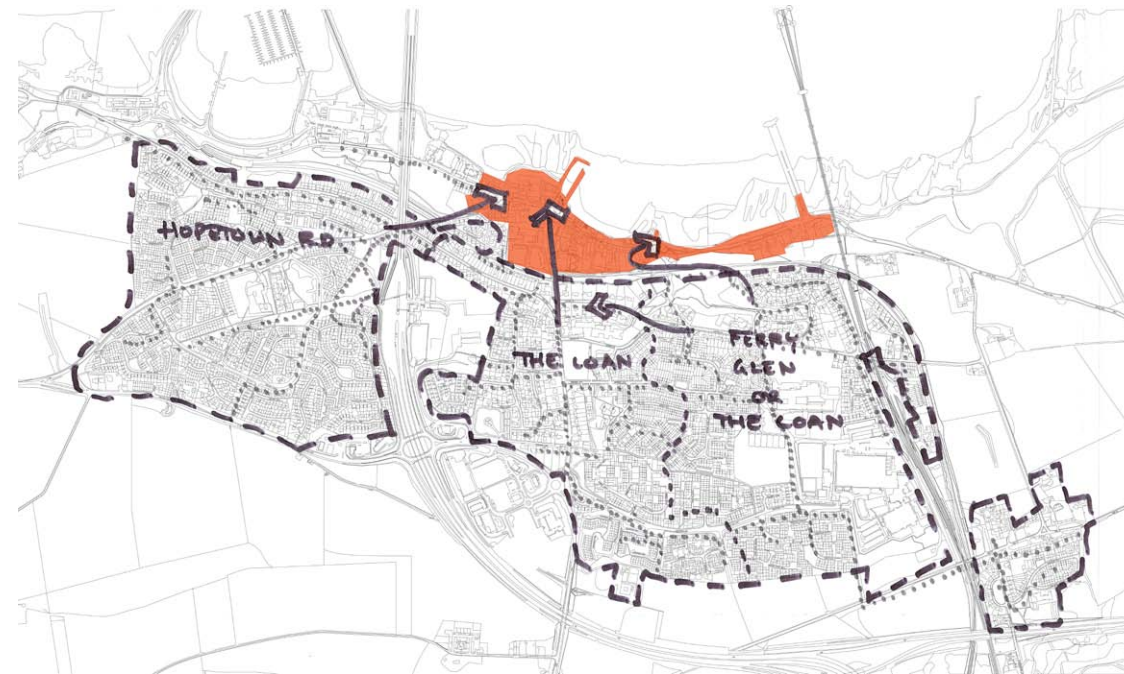 HOPETOUN RD
THE LOAN
FERRY
GLEN
OR
THE LOAN